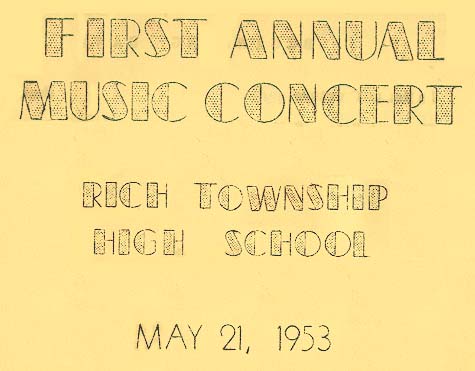 FIRST ANNUAL
MUSIC CONCERT
RICH TOWNSHIP
HIGH SCHOOL
MAY 21, 1953